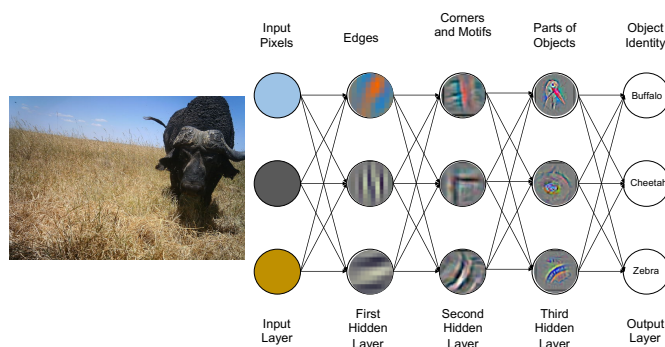 Input
Pixels
Edges
Corners
and Motifs
Parts of
Objects
Object
Identity
Buffalo
Cheetah
Zebra
Input
Layer
First
Hidden
Layer
Second
Hidden
Layer
Third
Hidden
Layer
Output
Layer